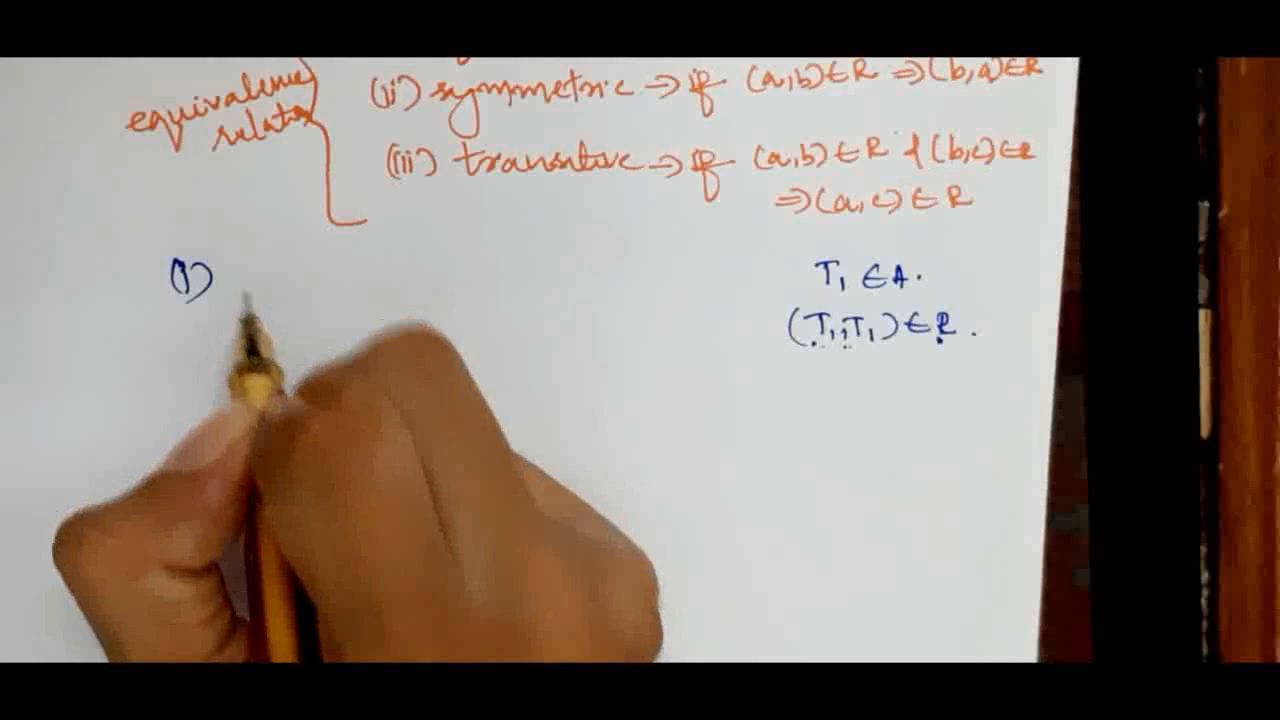 equivalence
relation
(ii) symmetric → if (a,b)∈R ⇒(b,a)∈R
(iii) transitive → if (a,b)∈R & (b,c)∈R
⇒(a,c)∈R
(i)
T₁ ∈ A.
(T₁,T₁)∈R.